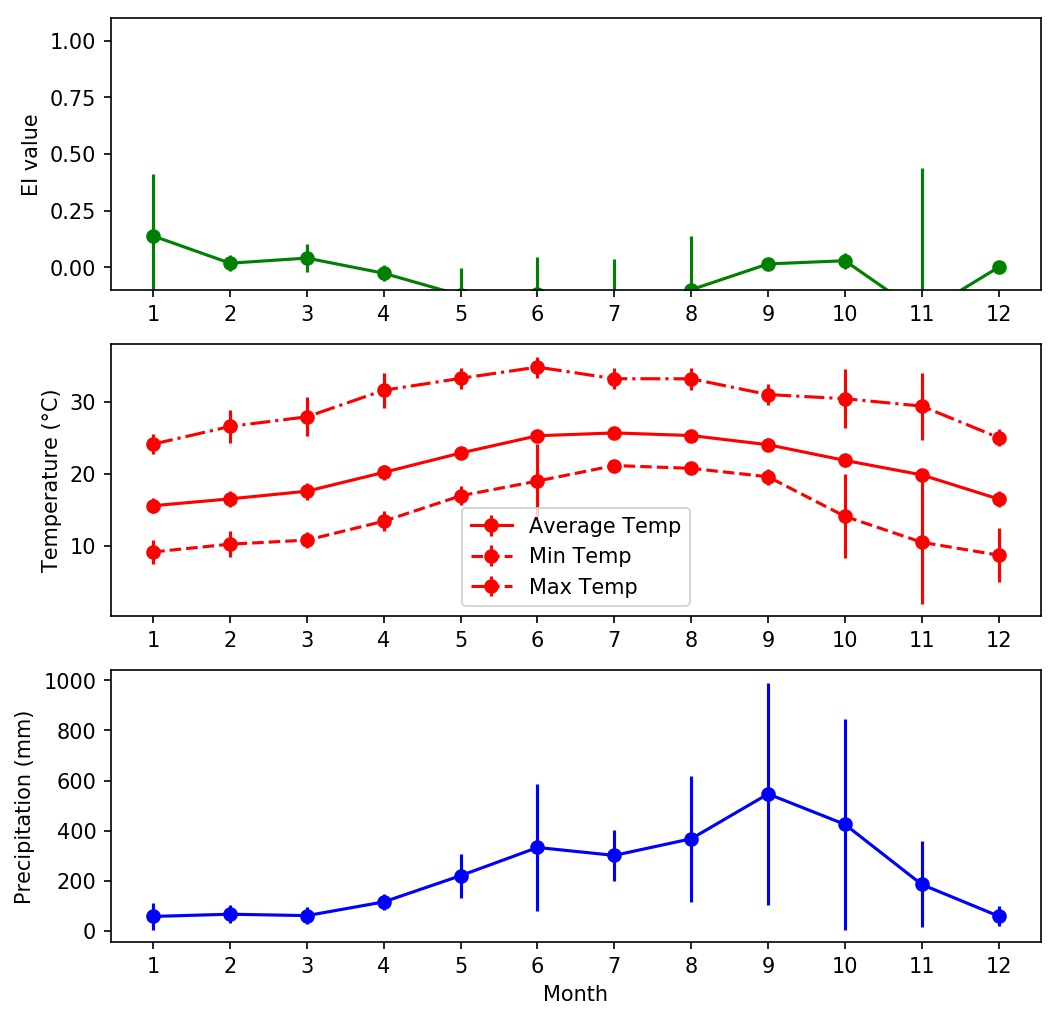 EI value
1.00
0.75
0.50
0.25
0.00
1 2 3 4 5 6 7 8 9 10 11 12
Temperature (°C)
30
20
10
Average Temp
Min Temp
Max Temp
1 2 3 4 5 6 7 8 9 10 11 12
Precipitation (mm)
1000
800
600
400
200
0
1 2 3 4 5 6 7 8 9 10 11 12
Month